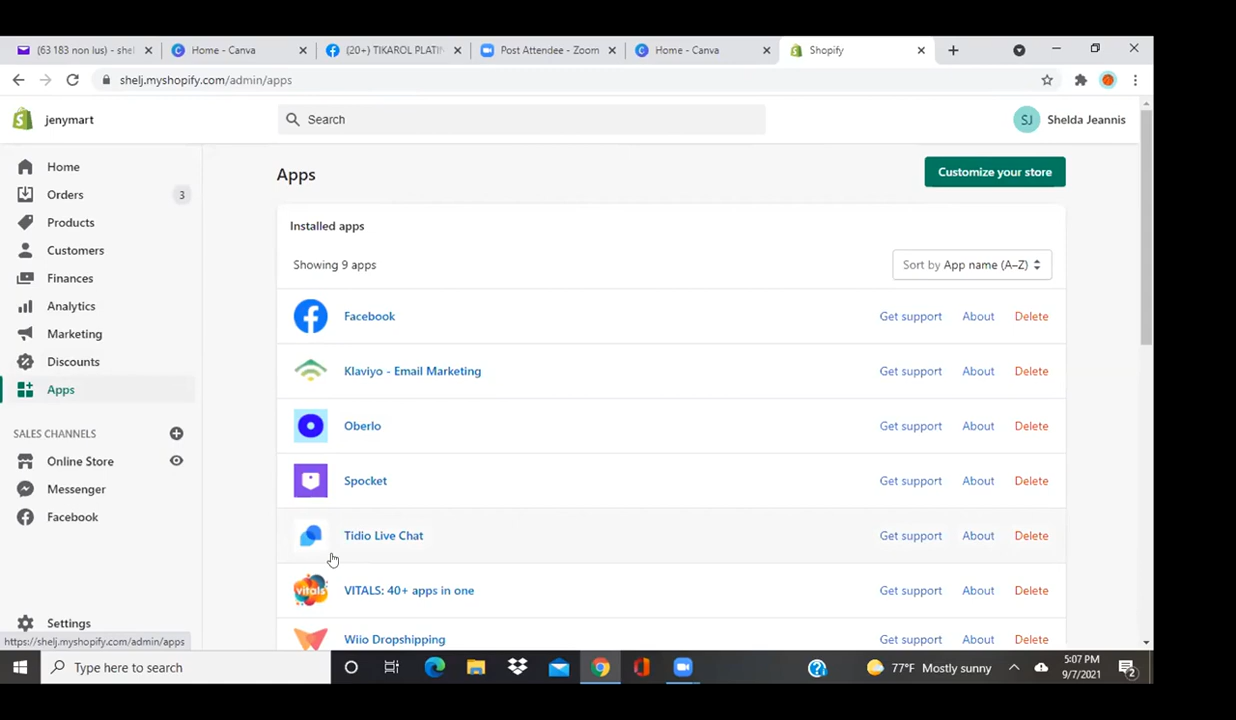 (63 183 non lus) - shel
Home - Canva
(20+) TIKAROL PLATIN
Post Attendee - Zoom
Home - Canva
Shopify
shelj.myshopify.com/admin/apps
jenymart
Search
SJ
Shelda Jeannis
Home
Orders
3
Products
Customers
Finances
Analytics
Marketing
Discounts
Apps
SALES CHANNELS
Online Store
Messenger
Facebook
Settings
Apps
Customize your store
Installed apps
Showing 9 apps
Sort by App name (A–Z)
Facebook
Get support About Delete
Klaviyo - Email Marketing
Get support About Delete
Oberlo
Get support About Delete
Spocket
Get support About Delete
Tidio Live Chat
Get support About Delete
vitals
VITALS: 40+ apps in one
Get support About Delete
Wiio Dropshipping
Get support About Delete
https://shelj.myshopify.com/admin/apps
Type here to search
77°F Mostly sunny
5:07 PM
9/7/2021
2